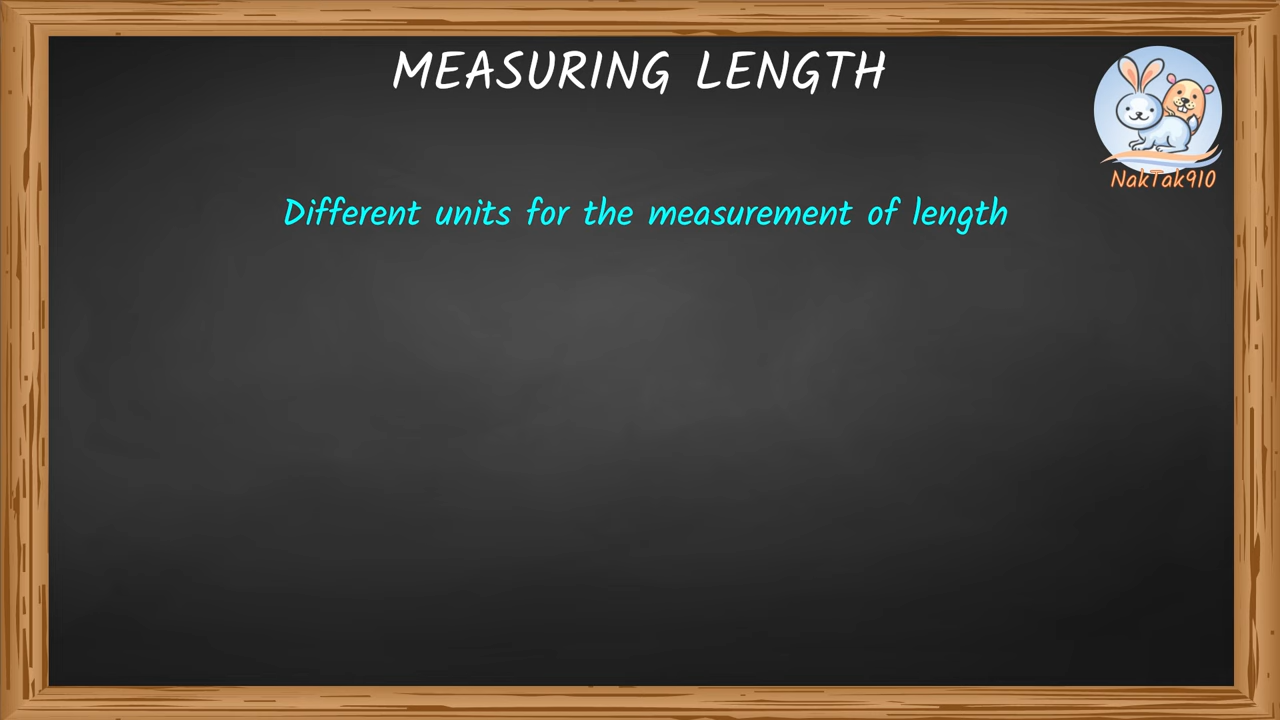 MEASURING LENGTH
NakTak910
Different units for the measurement of length